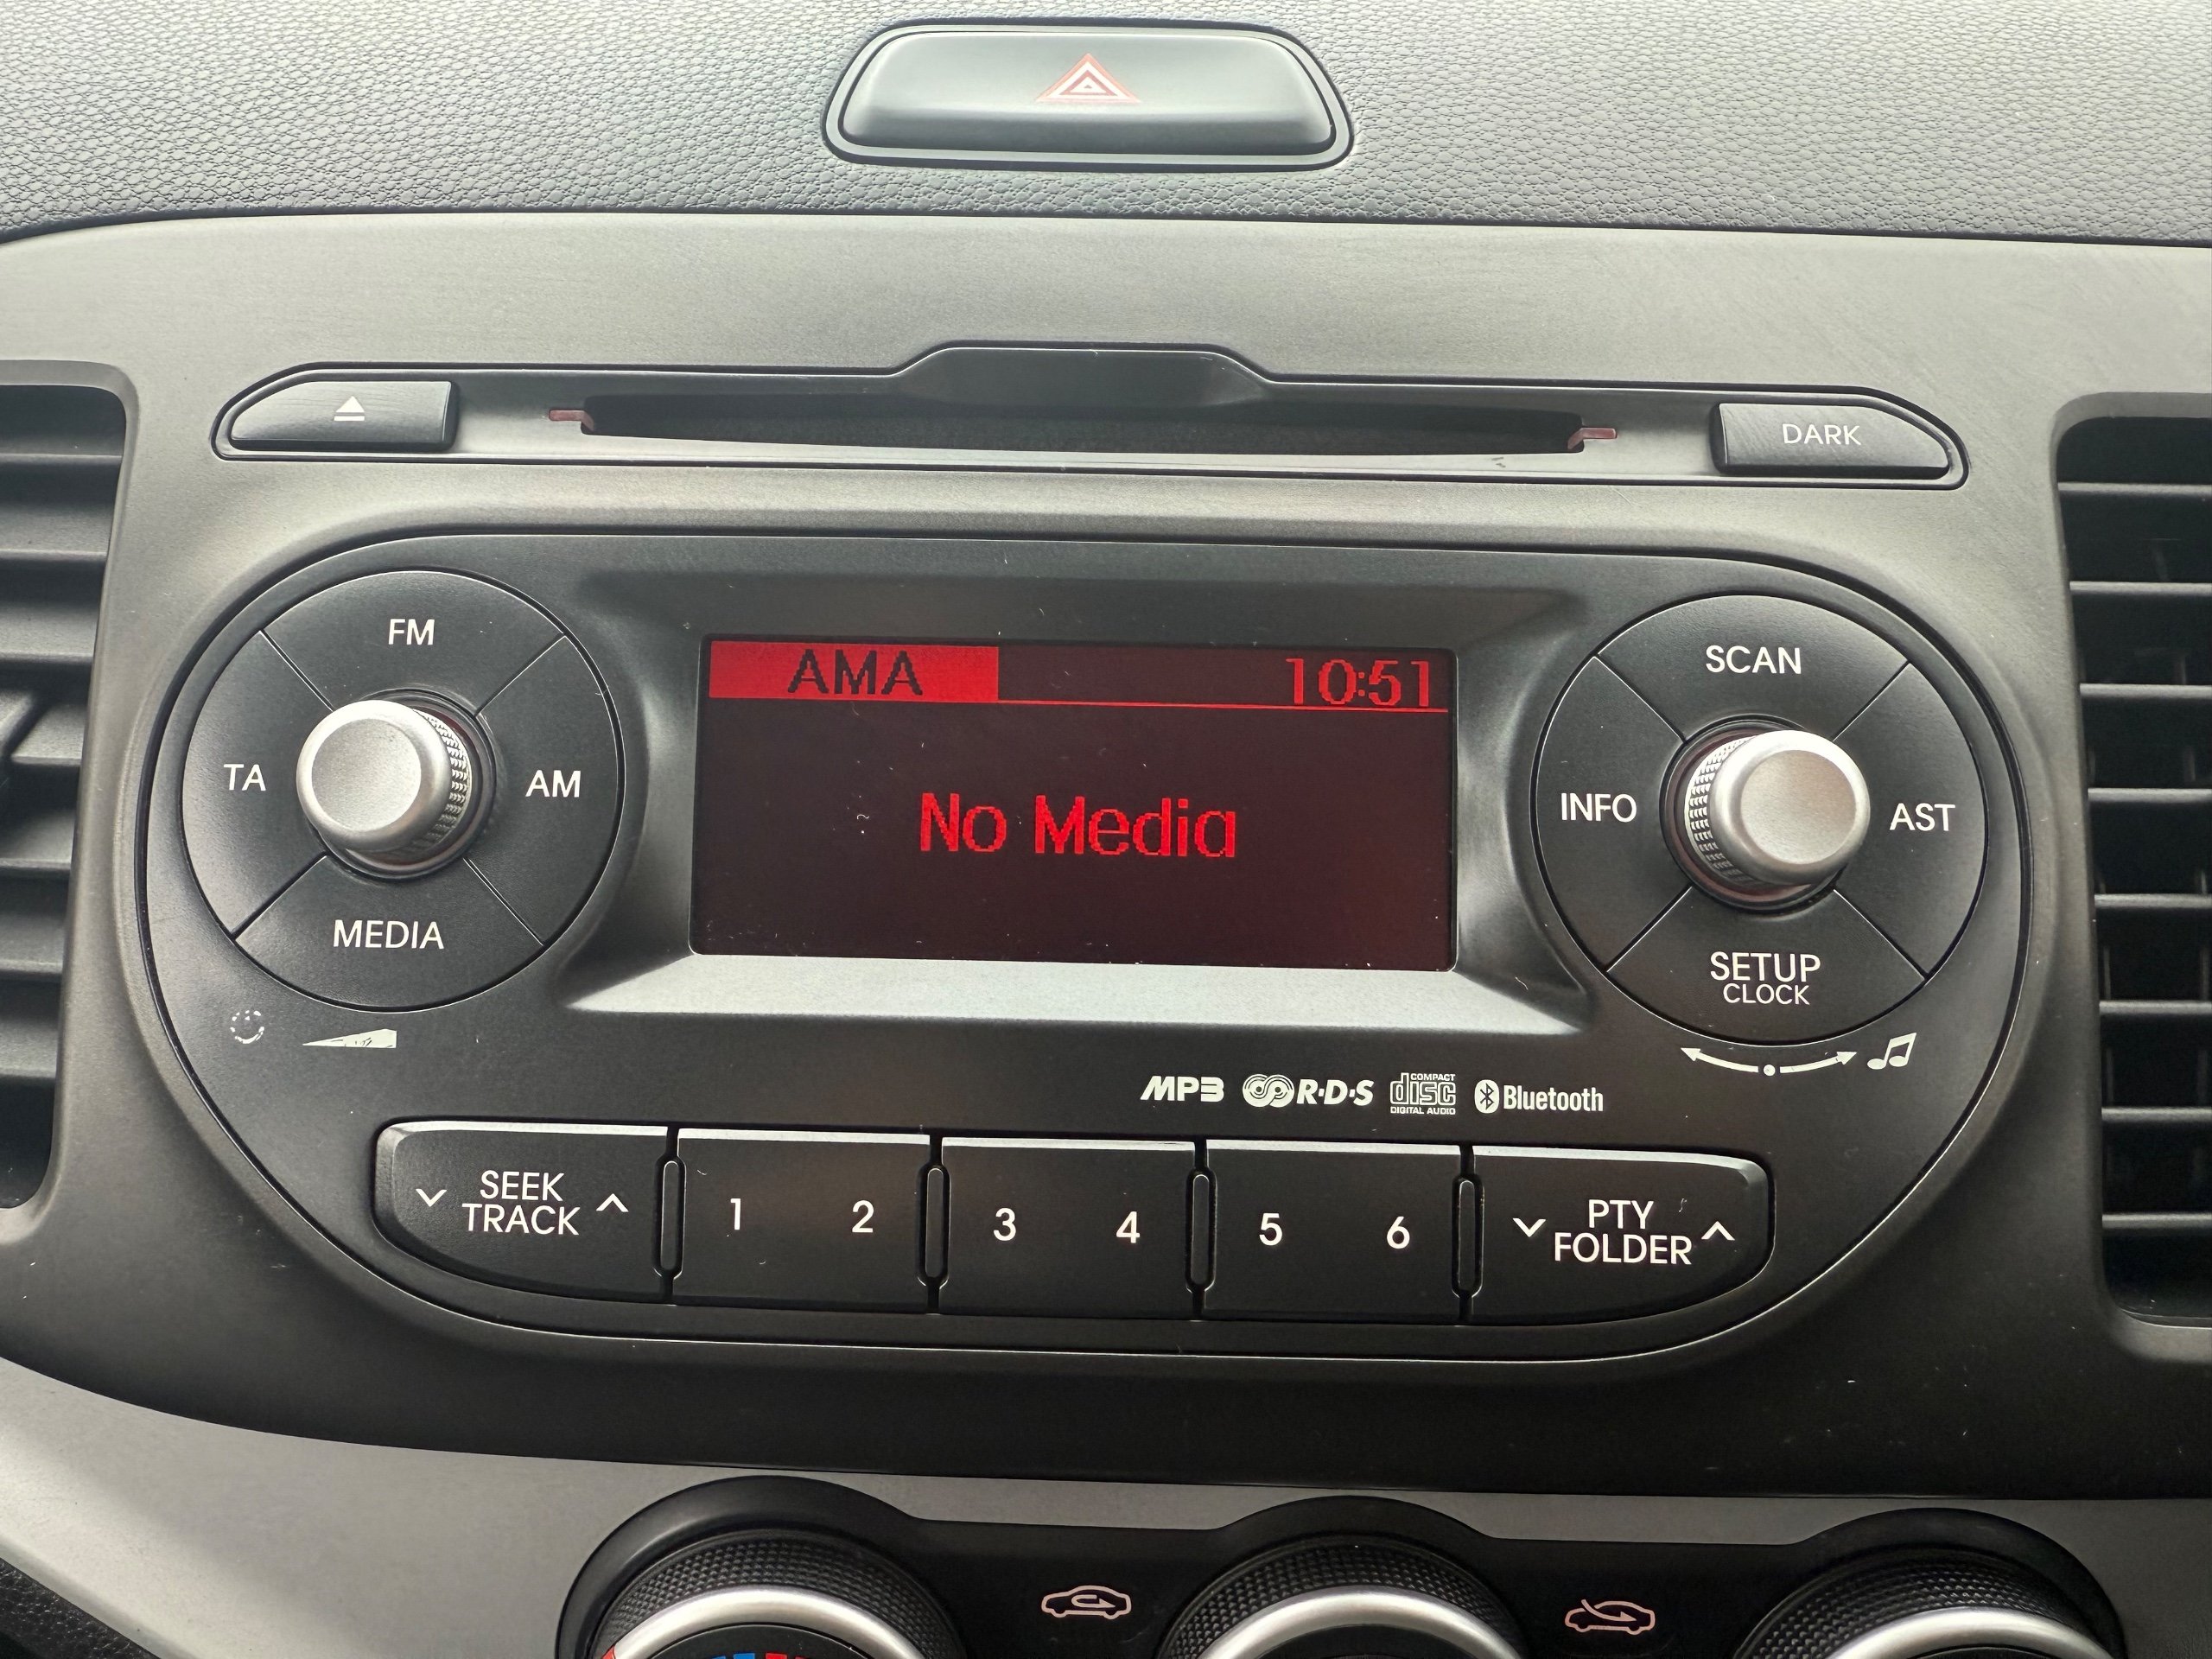 DARK
FM
TA
AM
MEDIA
AMA 10:51
No Media
SCAN
INFO
AST
SETUP
CLOCK
MP3 R·D·S COMPACT disc DIGITAL AUDIO Bluetooth
SEEK
TRACK
1 2 3 4 5 6
PTY
FOLDER